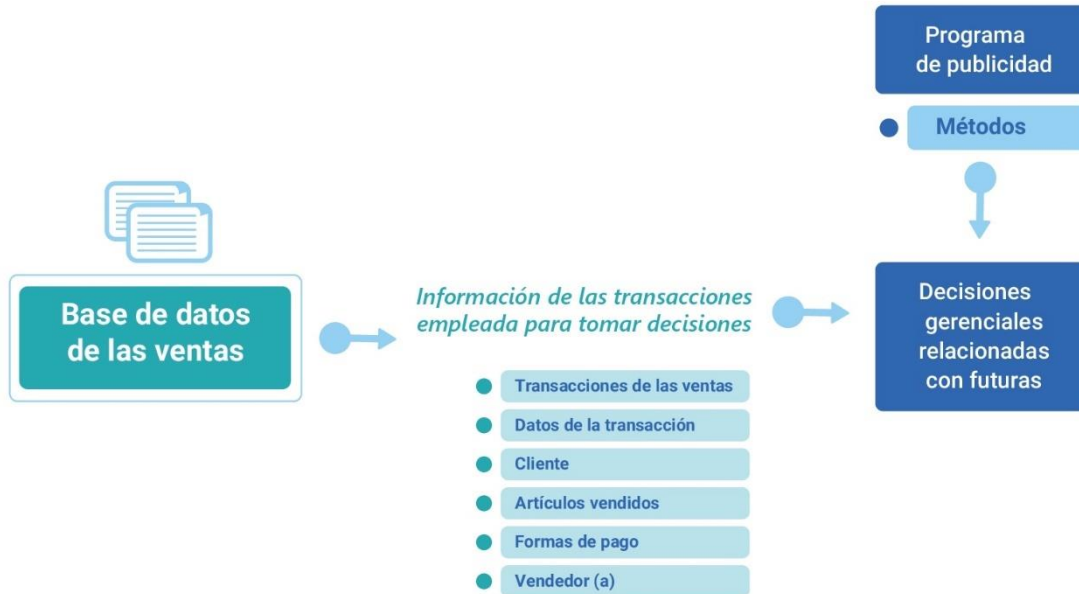 Programa
de publicidad
Métodos
Base de datos
de las ventas
Información de las transacciones
empleada para tomar decisiones
Transacciones de las ventas
Datos de la transacción
Cliente
Artículos vendidos
Formas de pago
Vendedor (a)
Decisiones
gerenciales
relacionadas
con futuras